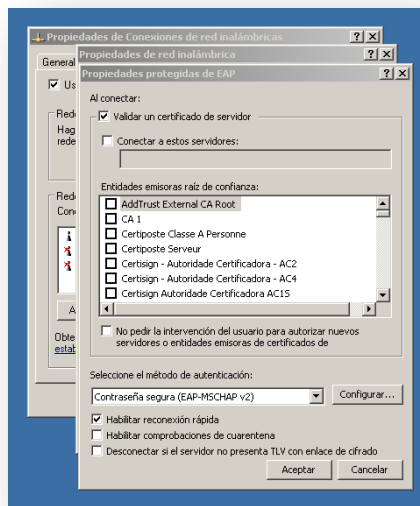 Propiedades de Conexiones de red inalámbricas
Propiedades de red inalámbrica
Propiedades protegidas de EAP
General
Al conectar:
Validar un certificado de servidor
Conectar a estos servidores:
Entidades emisoras raíz de confianza:
AddTrust External CA Root
CA 1
Certiposte Classe A Personne
Certiposte Serveur
Certisign - Autoridade Certificadora - AC2
Certisign - Autoridade Certificadora - AC4
Certisign Autoridade Certificadora AC1S
No pedir la intervención del usuario para autorizar nuevos
servidores o entidades emisoras de certificados de
Seleccione el método de autenticación:
Contraseña segura (EAP-MSCHAP v2)
Configurar...
Habilitar reconexión rápida
Habilitar comprobaciones de cuarentena
Desconectar si el servidor no presenta TLV con enlace de cifrado
Aceptar
Cancelar
Us
Rede
Hag
rede
Rede
Cone
A
Obte
estab